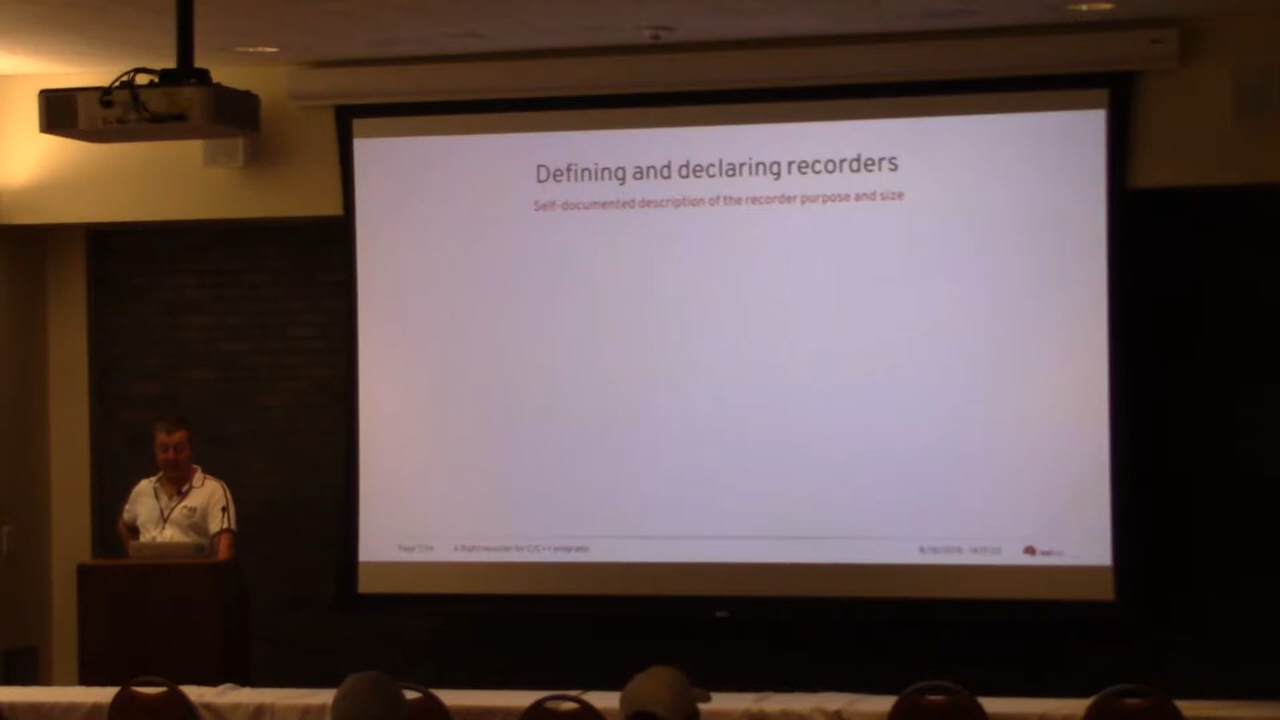 Defining and declaring recorders
Self-documented description of the recorder purpose and size
A flight recorder for C/C++ programs